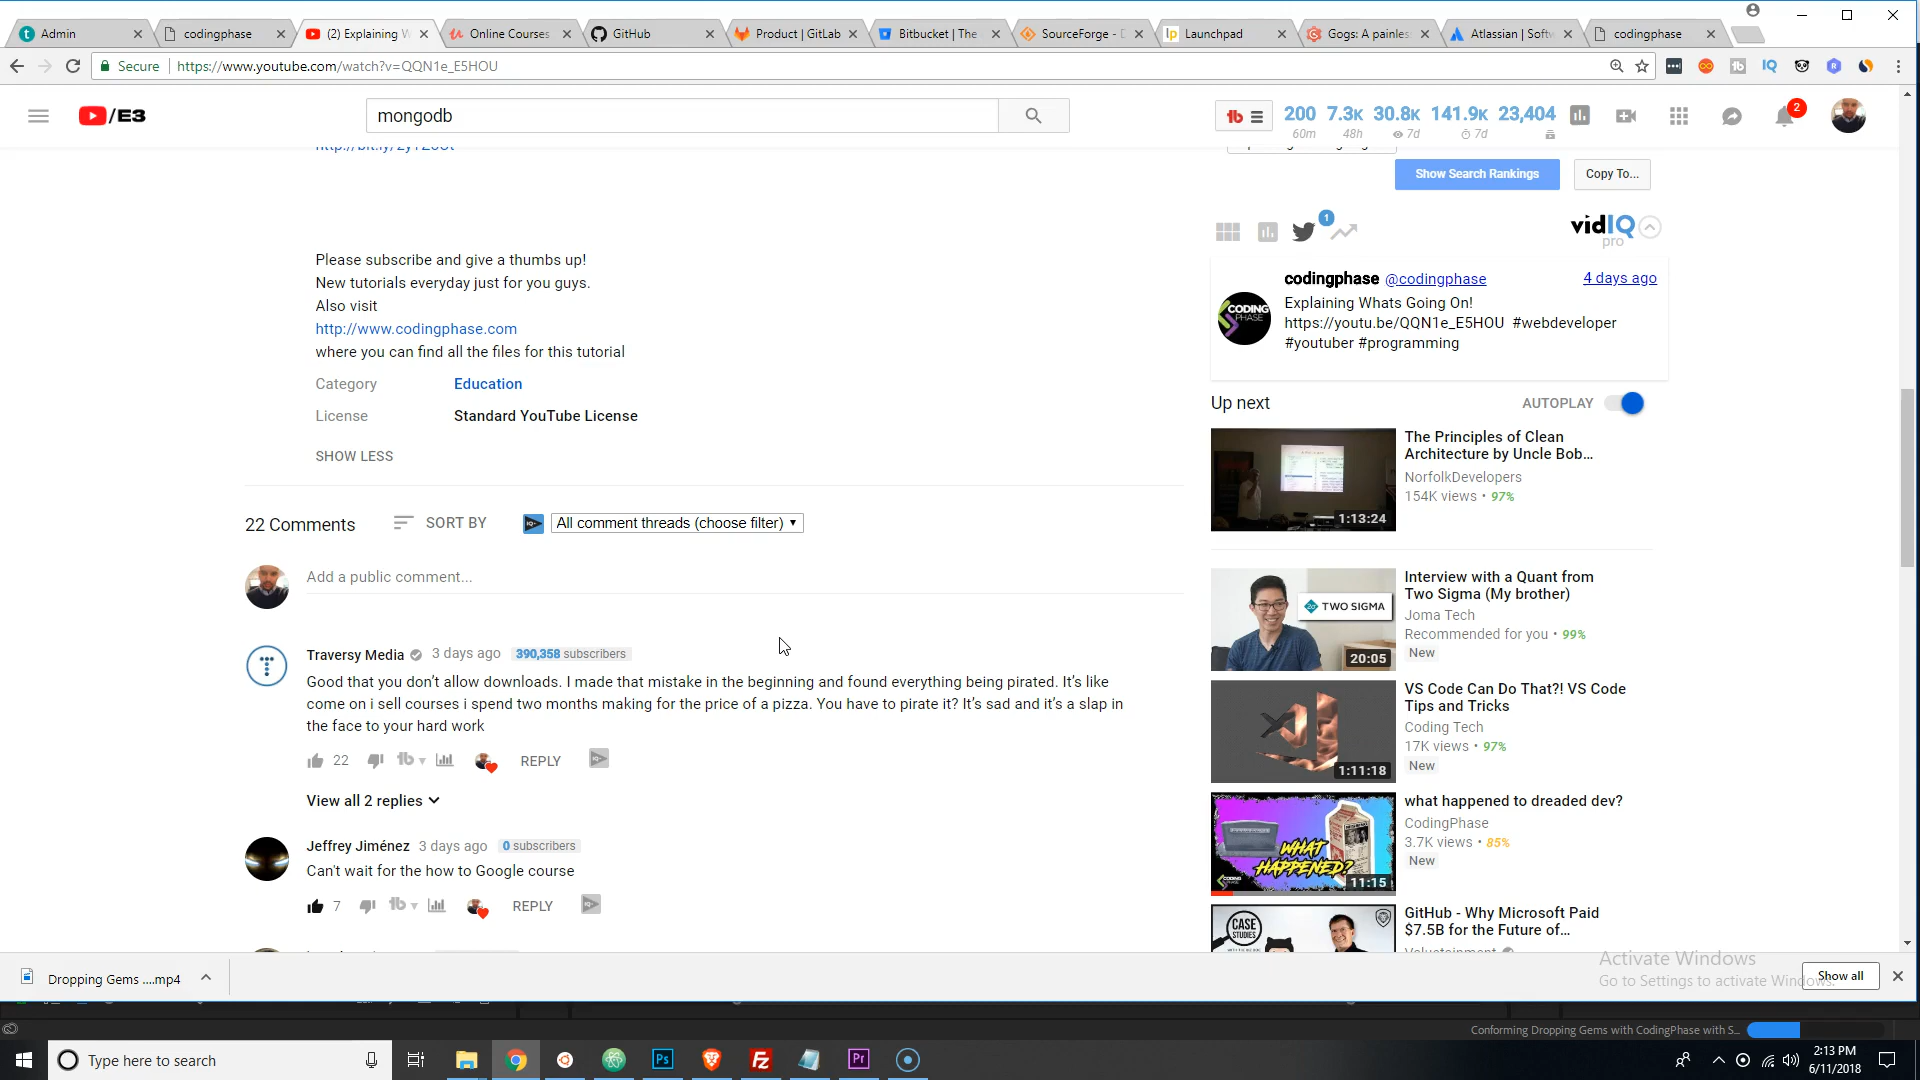 Admin
codingphase
(2) Explaining W
Online Courses
GitHub
Product | GitLab
Bitbucket | The
SourceForge - D
Launchpad
Gogs: A painles
Atlassian | Soft
codingphase
Secure
https://www.youtube.com/watch?v=QQN1e_E5HOU
/E3
mongodb
200 7.3K 30.8K 141.9K 23,404
60m 48h 7d 7d
2
Show Search Rankings
Copy To...
Please subscribe and give a thumbs up!
New tutorials everyday just for you guys.
Also visit
http://www.codingphase.com
where you can find all the files for this tutorial
Category Education
License Standard YouTube License
SHOW LESS
22 Comments
SORT BY
All comment threads (choose filter)
Add a public comment...
Traversy Media 3 days ago 390,358 subscribers
Good that you don’t allow downloads. I made that mistake in the beginning and found everything being pirated. It’s like
come on i sell courses i spend two months making for the price of a pizza. You have to pirate it? It’s sad and it’s a slap in
the face to your hard work
22
REPLY
View all 2 replies
Jeffrey Jiménez 3 days ago 0 subscribers
Can't wait for the how to Google course
7
REPLY
1
vidIQ
pro
codingphase @codingphase 4 days ago
Explaining Whats Going On!
https://youtu.be/QQN1e_E5HOU #webdeveloper
#youtuber #programming
CODING
PHASE
Up next
AUTOPLAY
The Principles of Clean
Architecture by Uncle Bob...
NorfolkDevelopers
154K views • 97%
1:13:24
Interview with a Quant from
Two Sigma (My brother)
Joma Tech
Recommended for you • 99%
New
TWO SIGMA
20:05
VS Code Can Do That?! VS Code
Tips and Tricks
Coding Tech
17K views • 97%
New
1:11:18
what happened to dreaded dev?
CodingPhase
3.7K views • 85%
New
WHAT
HAPPENED?
11:15
GitHub - Why Microsoft Paid
$7.5B for the Future of...
CASE
STUDIES
Activate Windows
Go to Settings to activate Windows.
Dropping Gems ....mp4
Show all
Conforming Dropping Gems with CodingPhase with S...
Type here to search
Ps
Fz
Pr
2:13 PM
6/11/2018